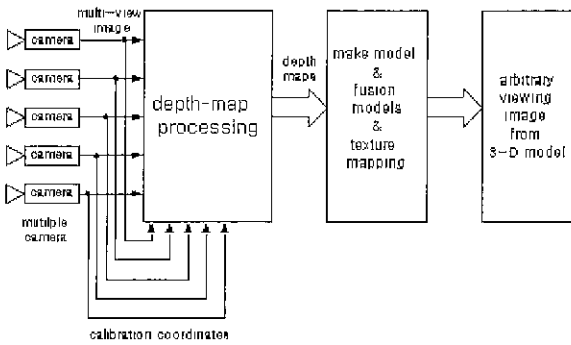 multi-view
image
camera
camera
camera
camera
camera
mutilple
camera
depth-map
processing
depth
maps
make model
&
fusion
models
&
texture
mapping
arbitrary
viewing
image
from
3-D model
calibration coordinates